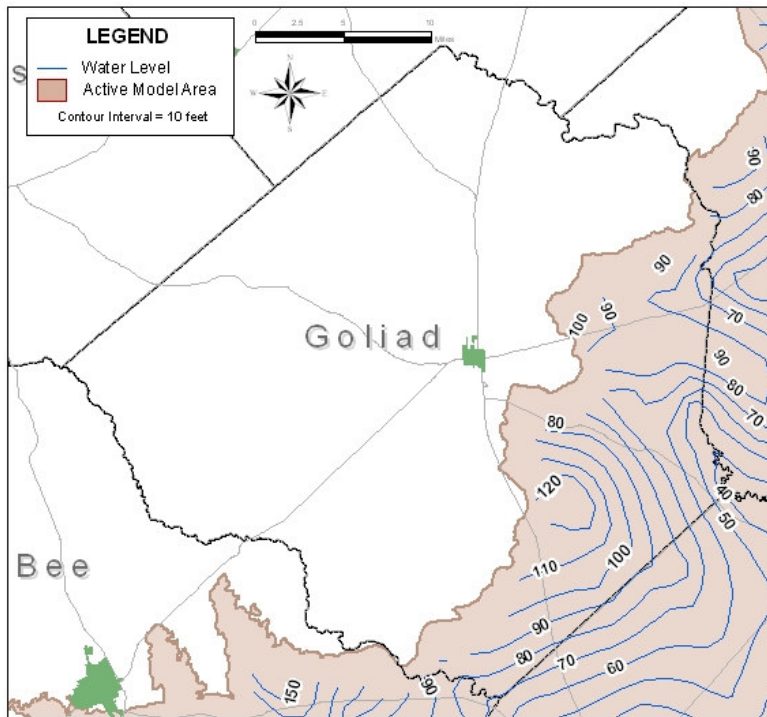 LEGEND
Water Level
Active Model Area
Contour Interval = 10 feet
0 2.5 5 10
Miles
N
W E
S
S
90
80
90
70
100
90
Goliad
90
80
70
80
120
40
50
100
110
Bee
90
80
70
60
150
90